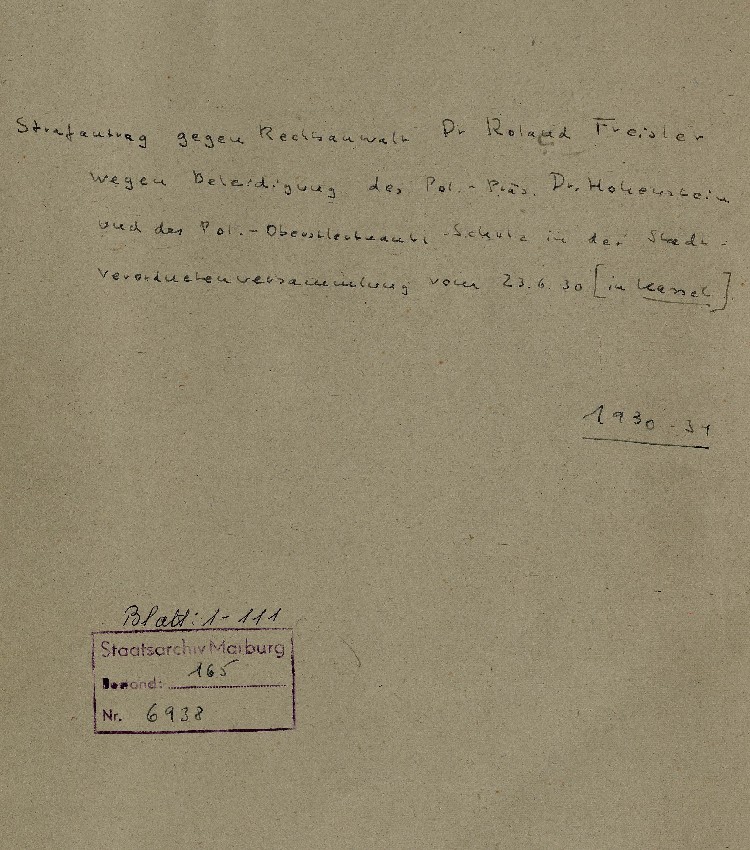 Strafantrag gegen Rechtsanwalt Dr Roland Freisler
wegen Beleidigung des Pol.-Präs. Dr. Hohenstein
und des Pol.-Oberstleutnants Schulz in der Stadt-
verordnetenversammlung vom 23.6.30 [in Kassel]
1930-31
Blatt: 1-111
Staatsarchiv Marburg
Bestand: 165
Nr. 6938